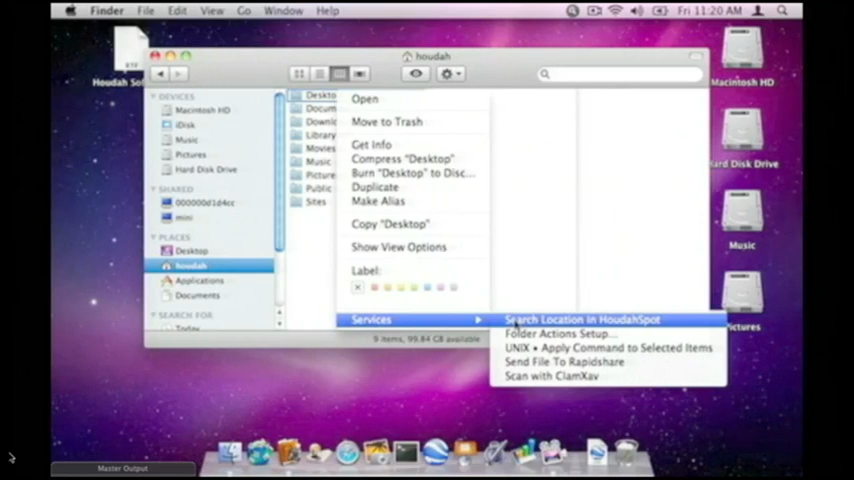 Finder File Edit View Go Window Help Fri 11:20 AM
houdah
DEVICES
Macintosh HD
iDisk
Music
Pictures
Hard Disk Drive
SHARED
000000d1d4cc
mini
PLACES
Desktop
houdah
Applications
Documents
SEARCH FOR
Today
Deskto
Docum
Downlo
Library
Movies
Music
Picture
Public
Sites
Open
Move to Trash
Get Info
Compress "Desktop"
Burn "Desktop" to Disc...
Duplicate
Make Alias
Copy "Desktop"
Show View Options
Label:
Services
Search Location in HoudahSpot
Folder Actions Setup...
UNIX • Apply Command to Selected Items
Send File To Rapidshare
Scan with ClamXav
9 items, 99.84 GB available
Houdah So
Macintosh HD
Hard Disk Drive
Music
Pictures
Master Output